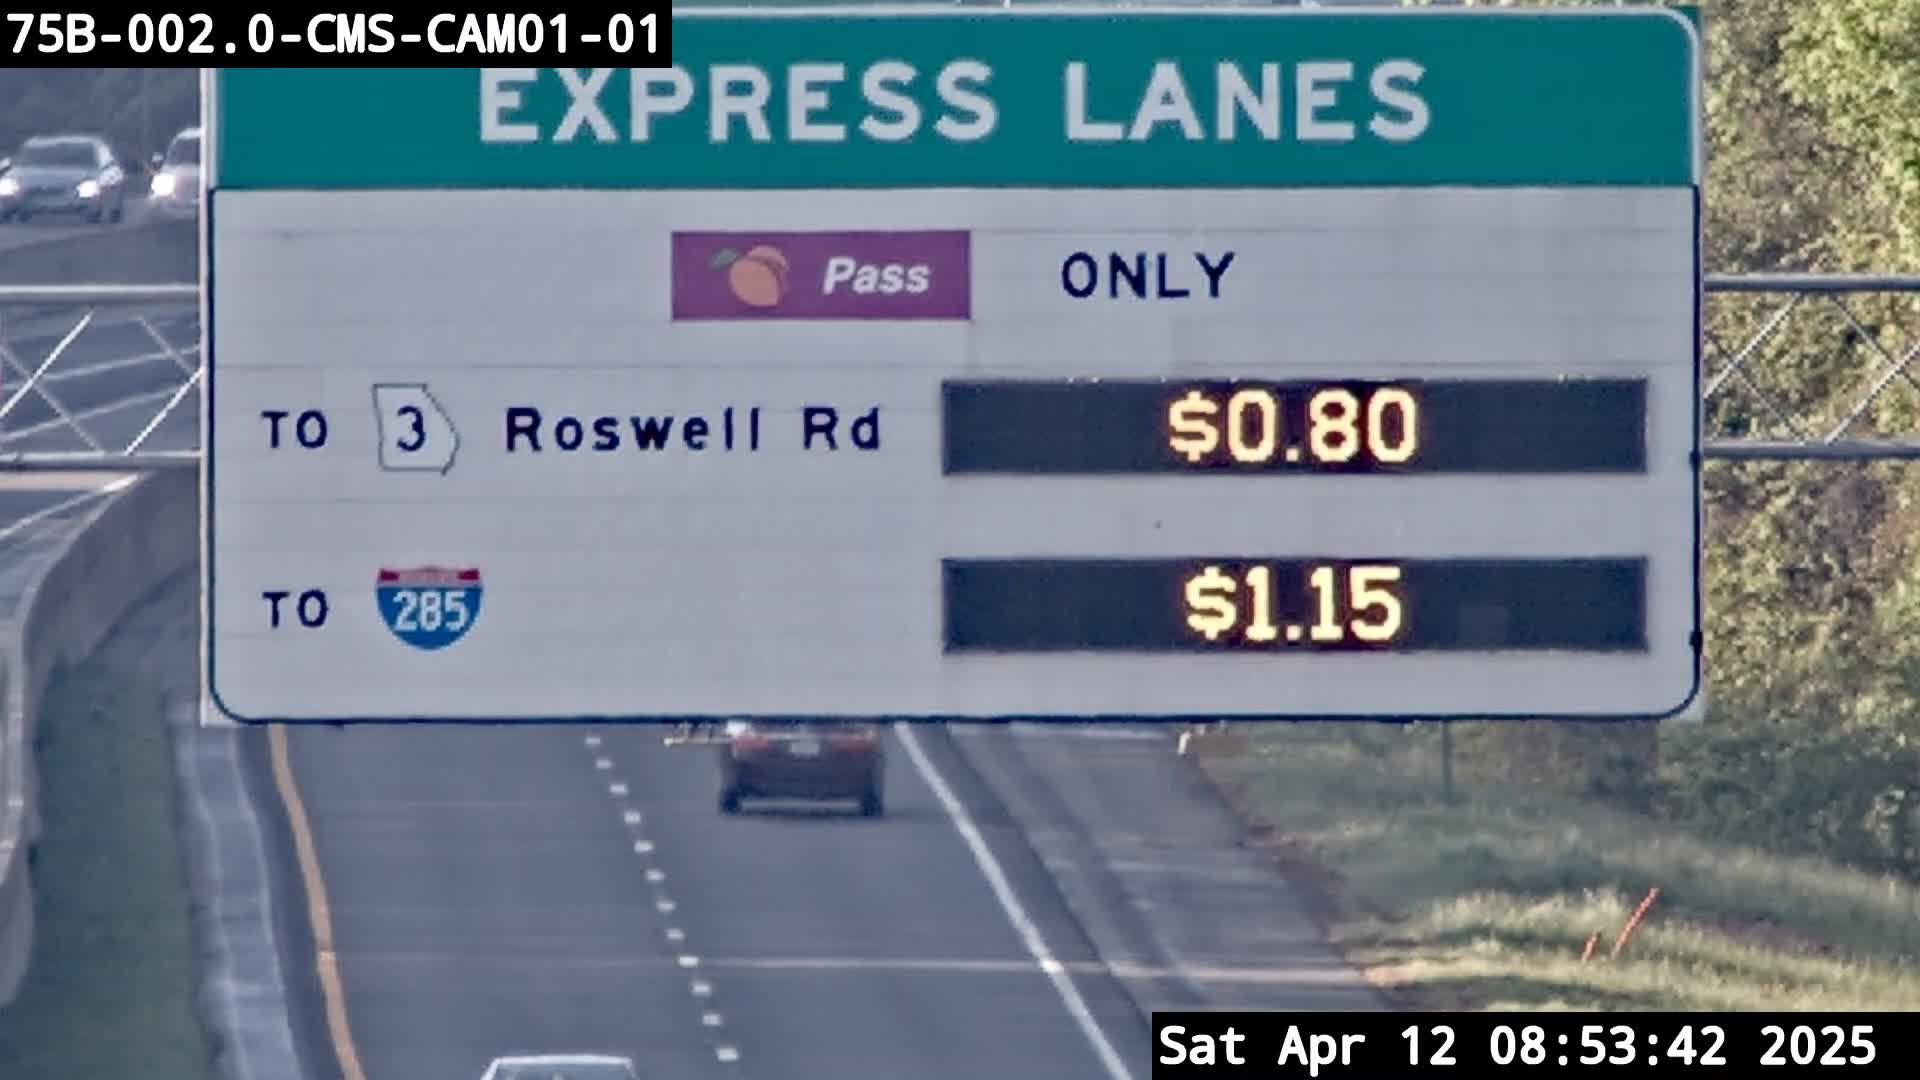 75B-002.0-CMS-CAM01-01
EXPRESS LANES
Pass ONLY
TO 3 Roswell Rd $0.80
TO 285 $1.15
Sat Apr 12 08:53:42 2025